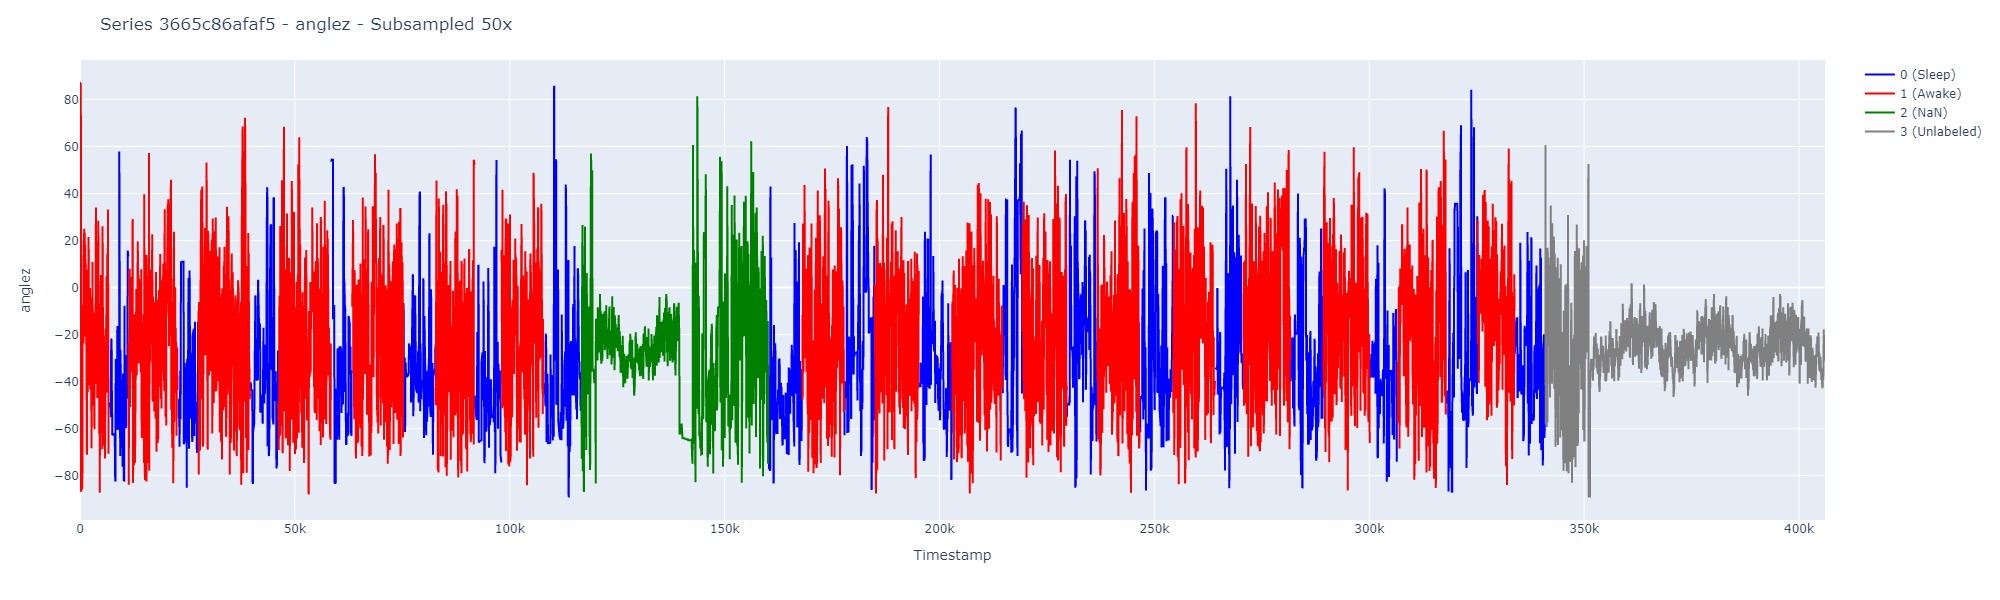 Series 3665c86afaf5 - anglez - Subsampled 50x
0 (Sleep)
1 (Awake)
2 (NaN)
3 (Unlabeled)
80
60
40
20
0
−20
−40
−60
−80
anglez
0
50k
100k
150k
200k
250k
300k
350k
400k
Timestamp